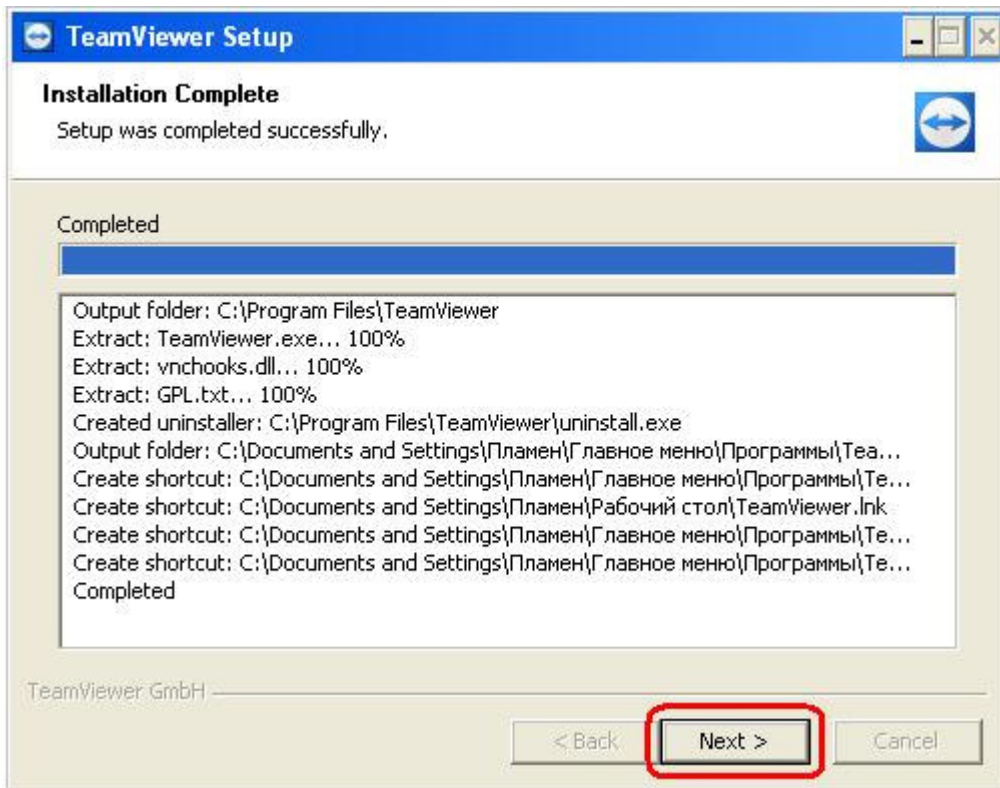 TeamViewer Setup
Installation Complete
Setup was completed successfully.
Completed
Output folder: C:\Program Files\TeamViewer
Extract: TeamViewer.exe... 100%
Extract: vnchooks.dll... 100%
Extract: GPL.txt... 100%
Created uninstaller: C:\Program Files\TeamViewer\uninstall.exe
Output folder: C:\Documents and Settings\Пламен\Главное меню\Программы\Tea...
Create shortcut: C:\Documents and Settings\Пламен\Главное меню\Программы\Te...
Create shortcut: C:\Documents and Settings\Пламен\Рабочий стол\TeamViewer.lnk
Create shortcut: C:\Documents and Settings\Пламен\Главное меню\Программы\Te...
Create shortcut: C:\Documents and Settings\Пламен\Главное меню\Программы\Te...
Completed
TeamViewer GmbH
< Back Next > Cancel